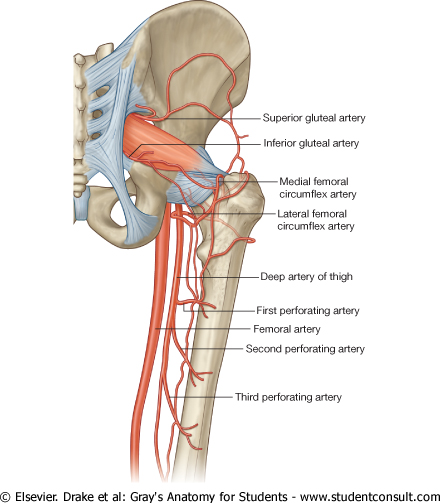 Superior gluteal artery
Inferior gluteal artery
Medial femoral
circumflex artery
Lateral femoral
circumflex artery
Deep artery of thigh
First perforating artery
Femoral artery
Second perforating artery
Third perforating artery
© Elsevier. Drake et al: Gray's Anatomy for Students - www.studentconsult.com